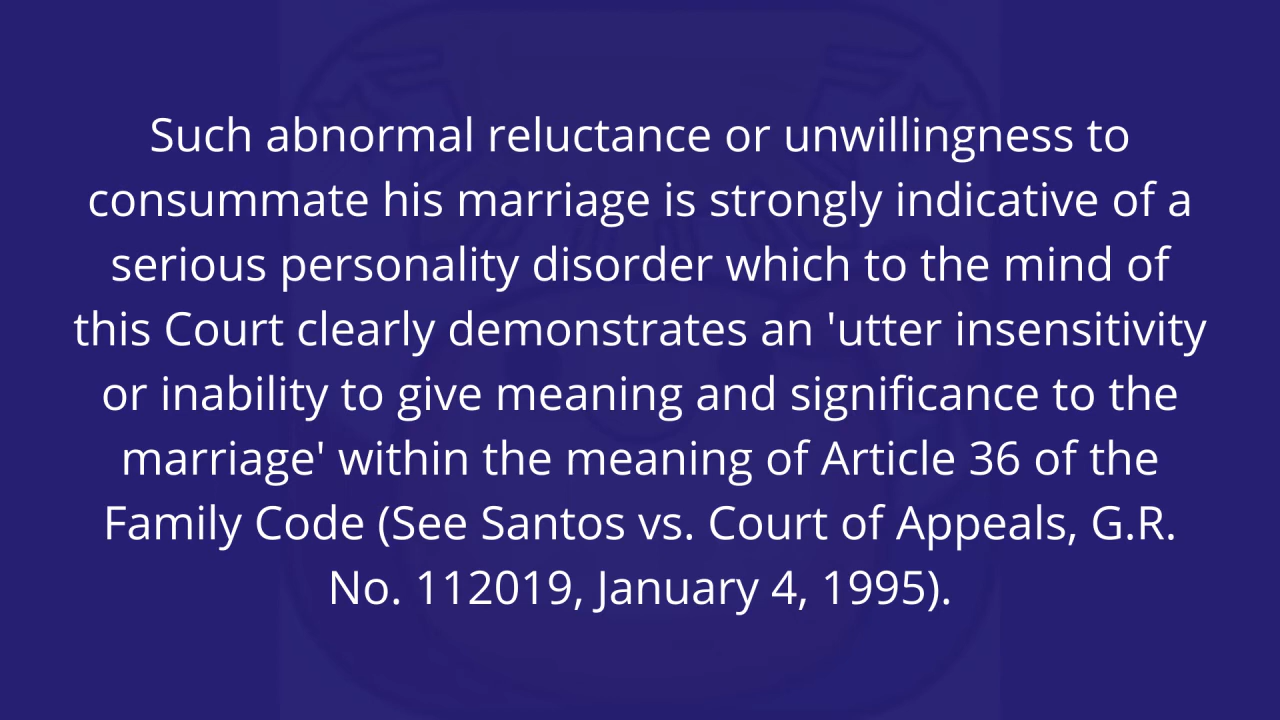 Such abnormal reluctance or unwillingness to
consummate his marriage is strongly indicative of a
serious personality disorder which to the mind of
this Court clearly demonstrates an 'utter insensitivity
or inability to give meaning and significance to the
marriage' within the meaning of Article 36 of the
Family Code (See Santos vs. Court of Appeals, G.R.
No. 112019, January 4, 1995).